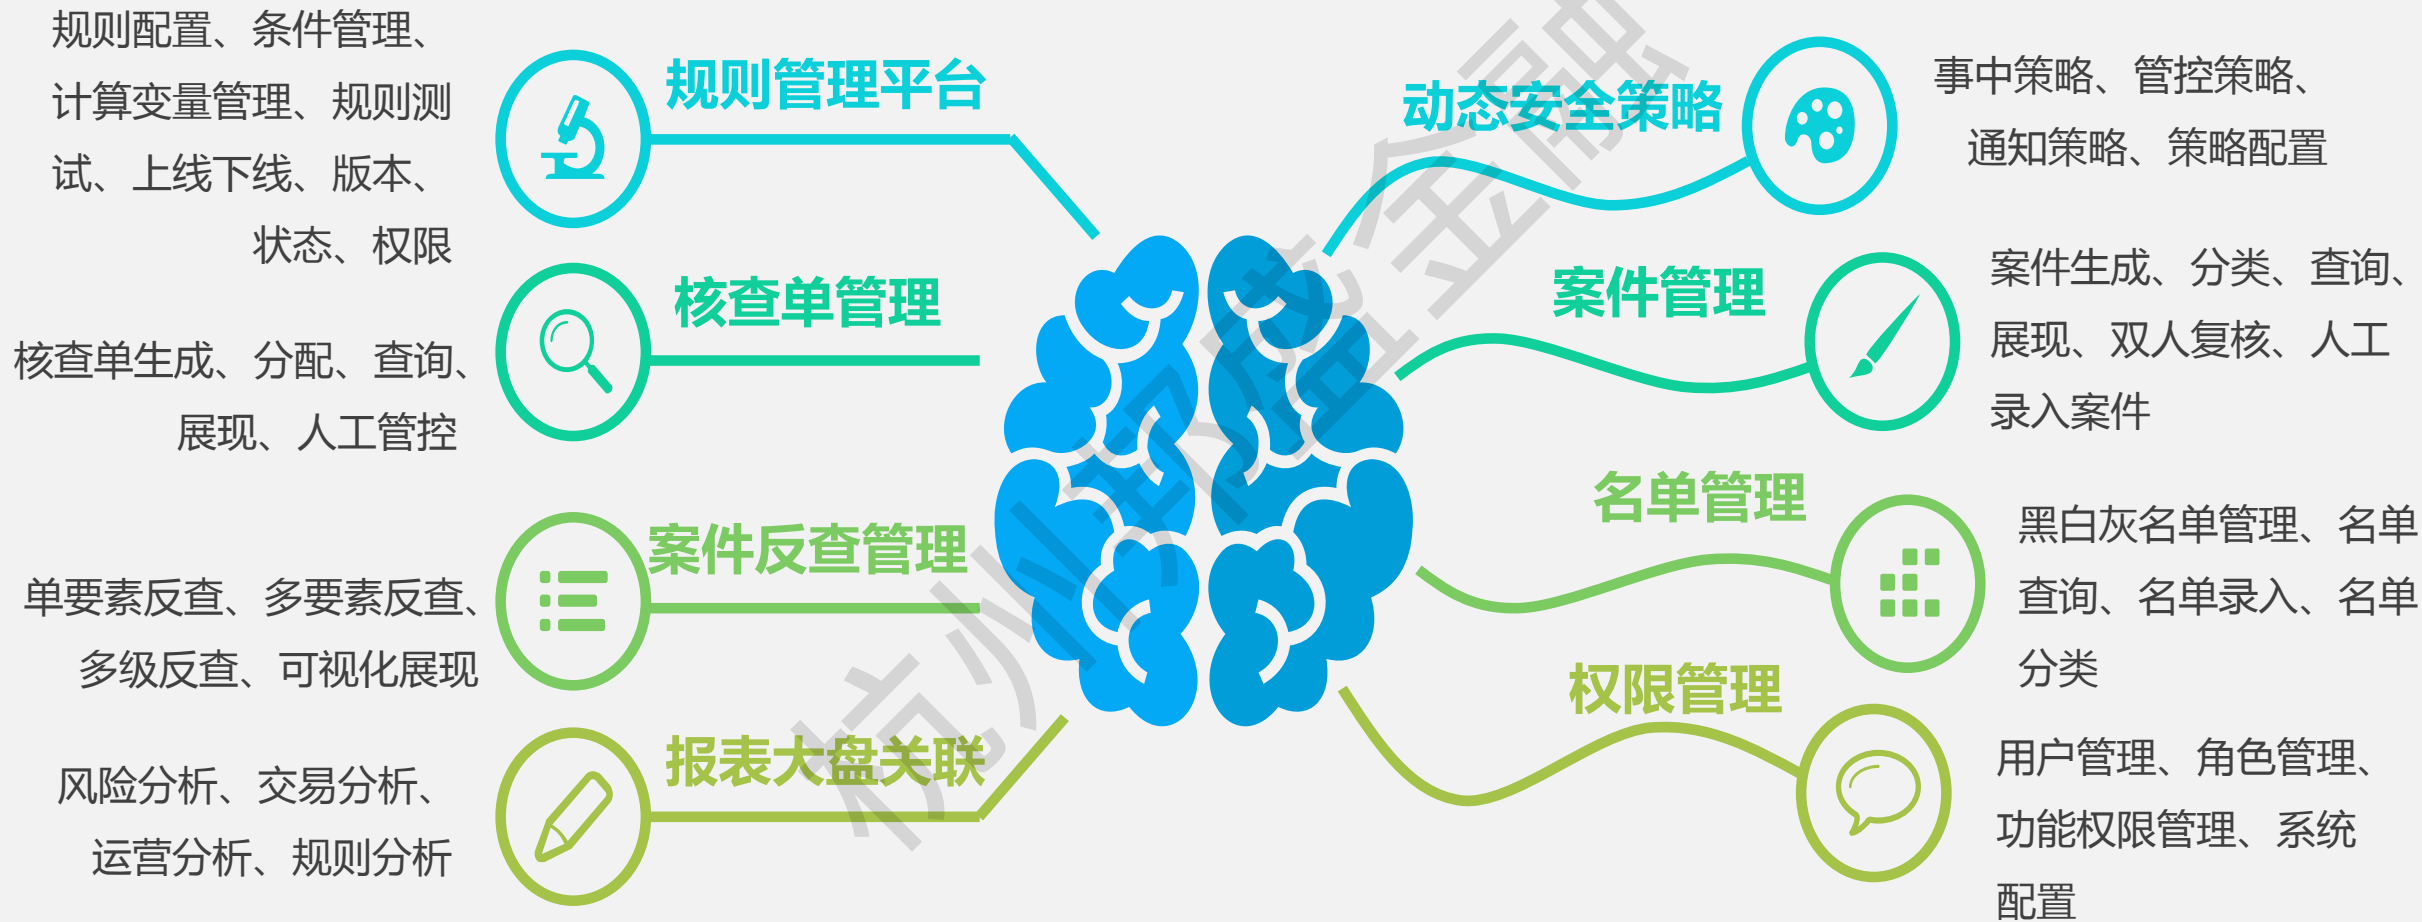 规则配置、条件管理、
计算变量管理、规则测
试、上线下线、版本、
状态、权限
规则管理平台
核查单管理
核查单生成、分配、查询、
展现、人工管控
案件反查管理
单要素反查、多要素反查、
多级反查、可视化展现
报表大盘关联
风险分析、交易分析、
运营分析、规则分析
动态安全策略
事中策略、管控策略、
通知策略、策略配置
案件管理
案件生成、分类、查询、
展现、双人复核、人工
录入案件
名单管理
黑白灰名单管理、名单
查询、名单录入、名单
分类
权限管理
用户管理、角色管理、
功能权限管理、系统
配置
杭州邦盛金融